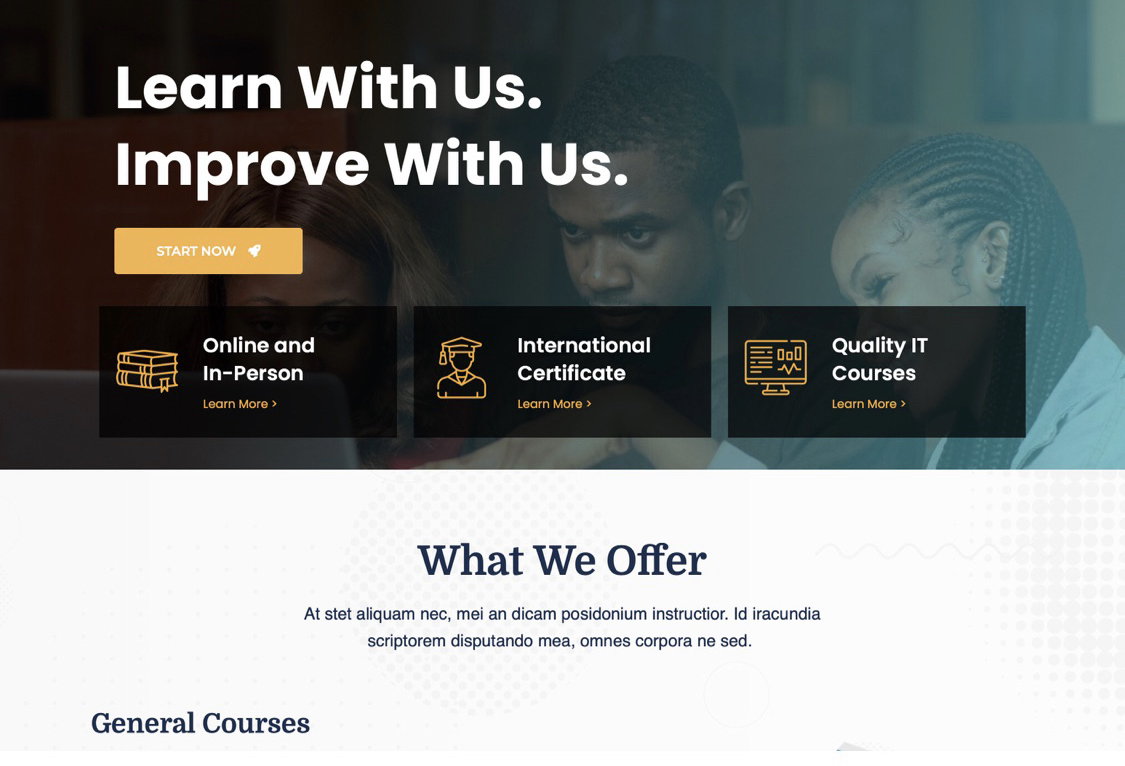 Learn With Us.
Improve With Us.
START NOW
Online and
In-Person
Learn More >
International
Certificate
Learn More >
Quality IT
Courses
Learn More >
What We Offer
At stet aliquam nec, mei an dicam posidonium instructior. Id iracundia
scriptorem disputando mea, omnes corpora ne sed.
General Courses